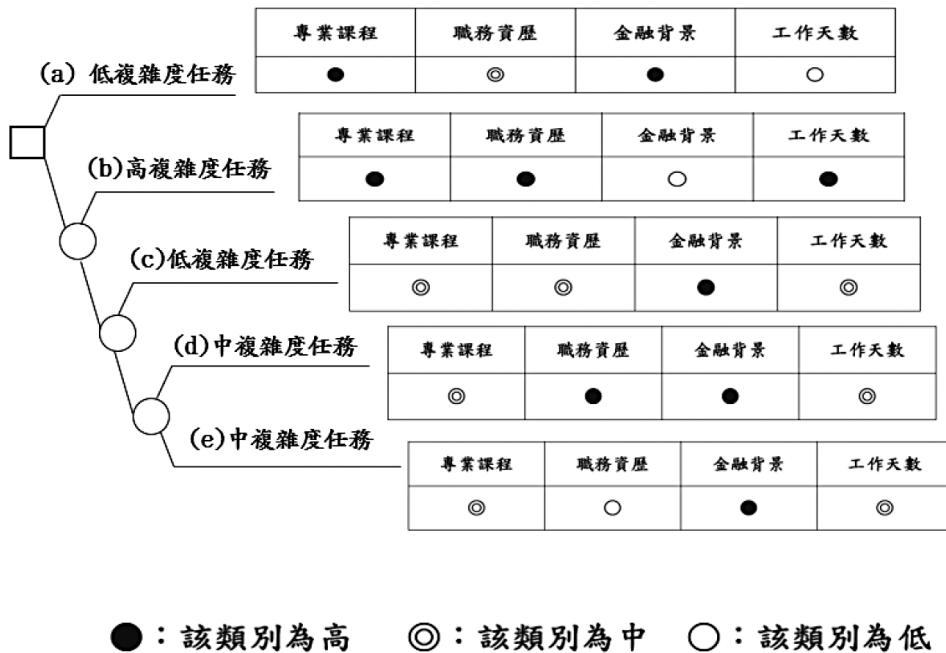 專業課程 職務資歷 金融背景 工作天數
(a) 低複雜度任務
專業課程 職務資歷 金融背景 工作天數
(b)高複雜度任務
專業課程 職務資歷 金融背景 工作天數
(c)低複雜度任務
專業課程 職務資歷 金融背景 工作天數
(d)中複雜度任務
(e)中複雜度任務
專業課程 職務資歷 金融背景 工作天數
：該類別為高 ：該類別為中 ：該類別為低